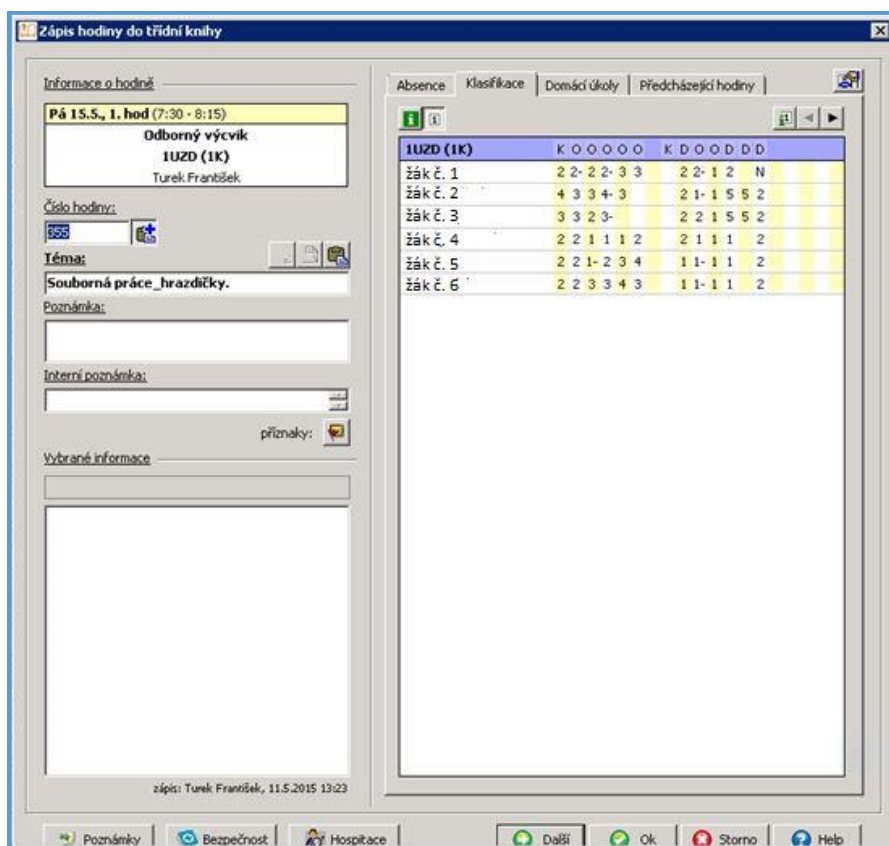 Zápis hodiny do třídní knihy
Informace o hodině
Pá 15.5., 1. hod (7:30 - 8:15)
Odborný výcvik
1UZD (1K)
Turek František
Číslo hodiny:
355
Téma:
Souborná práce_hrazdičky.
Poznámka:
Interní poznámka:
příznaky:
Vybrané informace
zápis: Turek František, 11.5.2015 13:23
Absence Klasifikace Domácí úkoly Předcházející hodiny
1UZD (1K) K O O O O O K D O O D D D
žák č. 1 2 2- 2 2- 3 3 2 2- 1 2 N
žák č. 2 4 3 3 4- 3 2 1- 1 5 5 2
žák č. 3 3 3 2 3- 2 2 1 5 5 2
žák č. 4 2 2 1 1 1 2 2 1 1 1 2
žák č. 5 2 2 1- 2 3 4 1 1- 1 1 2
žák č. 6 2 2 3 3 4 3 1 1- 1 1 2
Poznámky Bezpečnost Hospitace Další Ok Storno Help